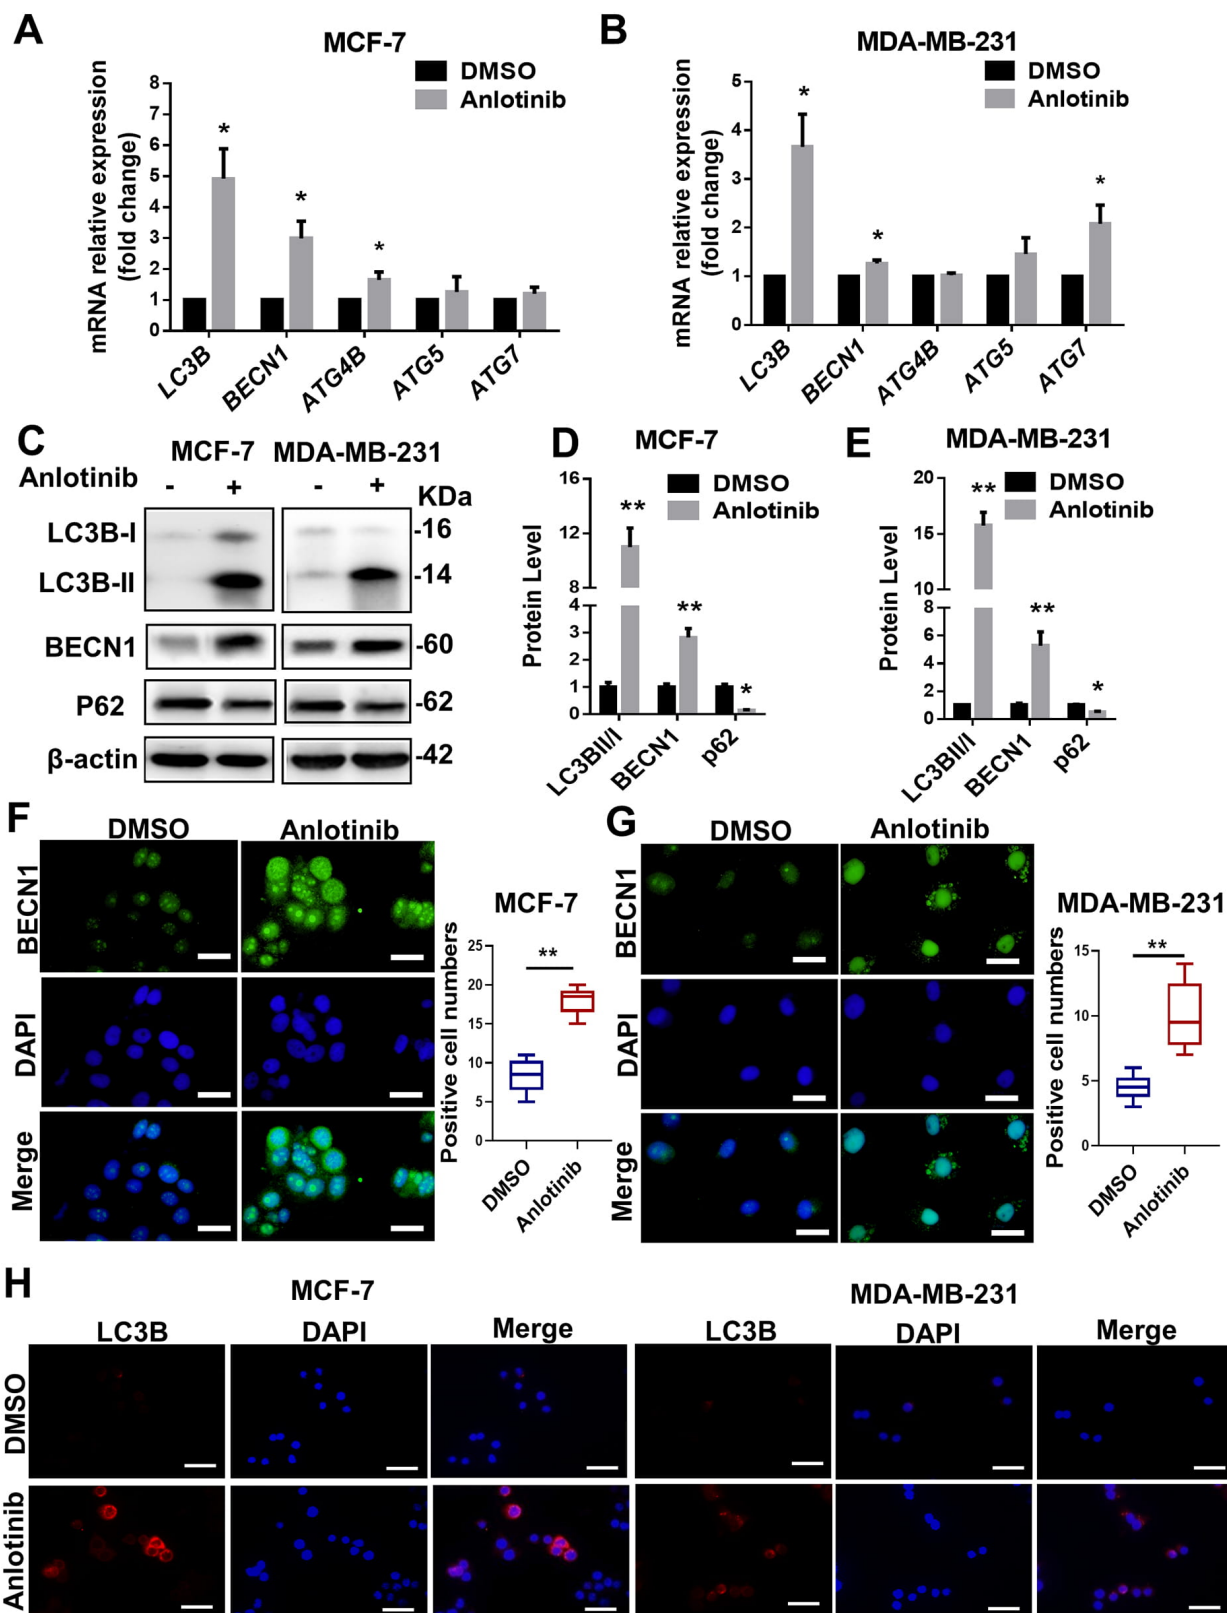 A
MCF-7
DMSO
Anlotinib
mRNA relative expression
(fold change)
8
7
6
5
4
3
2
1
0
*
*
*
LC3B
BECN1
ATG4B
ATG5
ATG7
B
MDA-MB-231
DMSO
Anlotinib
mRNA relative expression
(fold change)
5
4
3
2
1
0
*
*
*
LC3B
BECN1
ATG4B
ATG5
ATG7
C
MCF-7 MDA-MB-231
Anlotinib - + - + KDa
LC3B-I -16
LC3B-II -14
BECN1 -60
P62 -62
β-actin -42
D
MCF-7
DMSO
Anlotinib
Protein Level
16
12
8
4
3
2
1
0
**
**
*
LC3BII/I
BECN1
p62
E
MDA-MB-231
DMSO
Anlotinib
Protein Level
20
15
10
8
6
4
2
0
**
**
*
LC3BII/I
BECN1
p62
F
DMSO Anlotinib
BECN1
DAPI
Merge
MCF-7
Positive cell numbers
25
20
15
10
5
0
**
DMSO
Anlotinib
G
DMSO Anlotinib
BECN1
DAPI
Merge
MDA-MB-231
Positive cell numbers
15
10
5
0
**
DMSO
Anlotinib
H
MCF-7 MDA-MB-231
LC3B DAPI Merge LC3B DAPI Merge
DMSO
Anlotinib